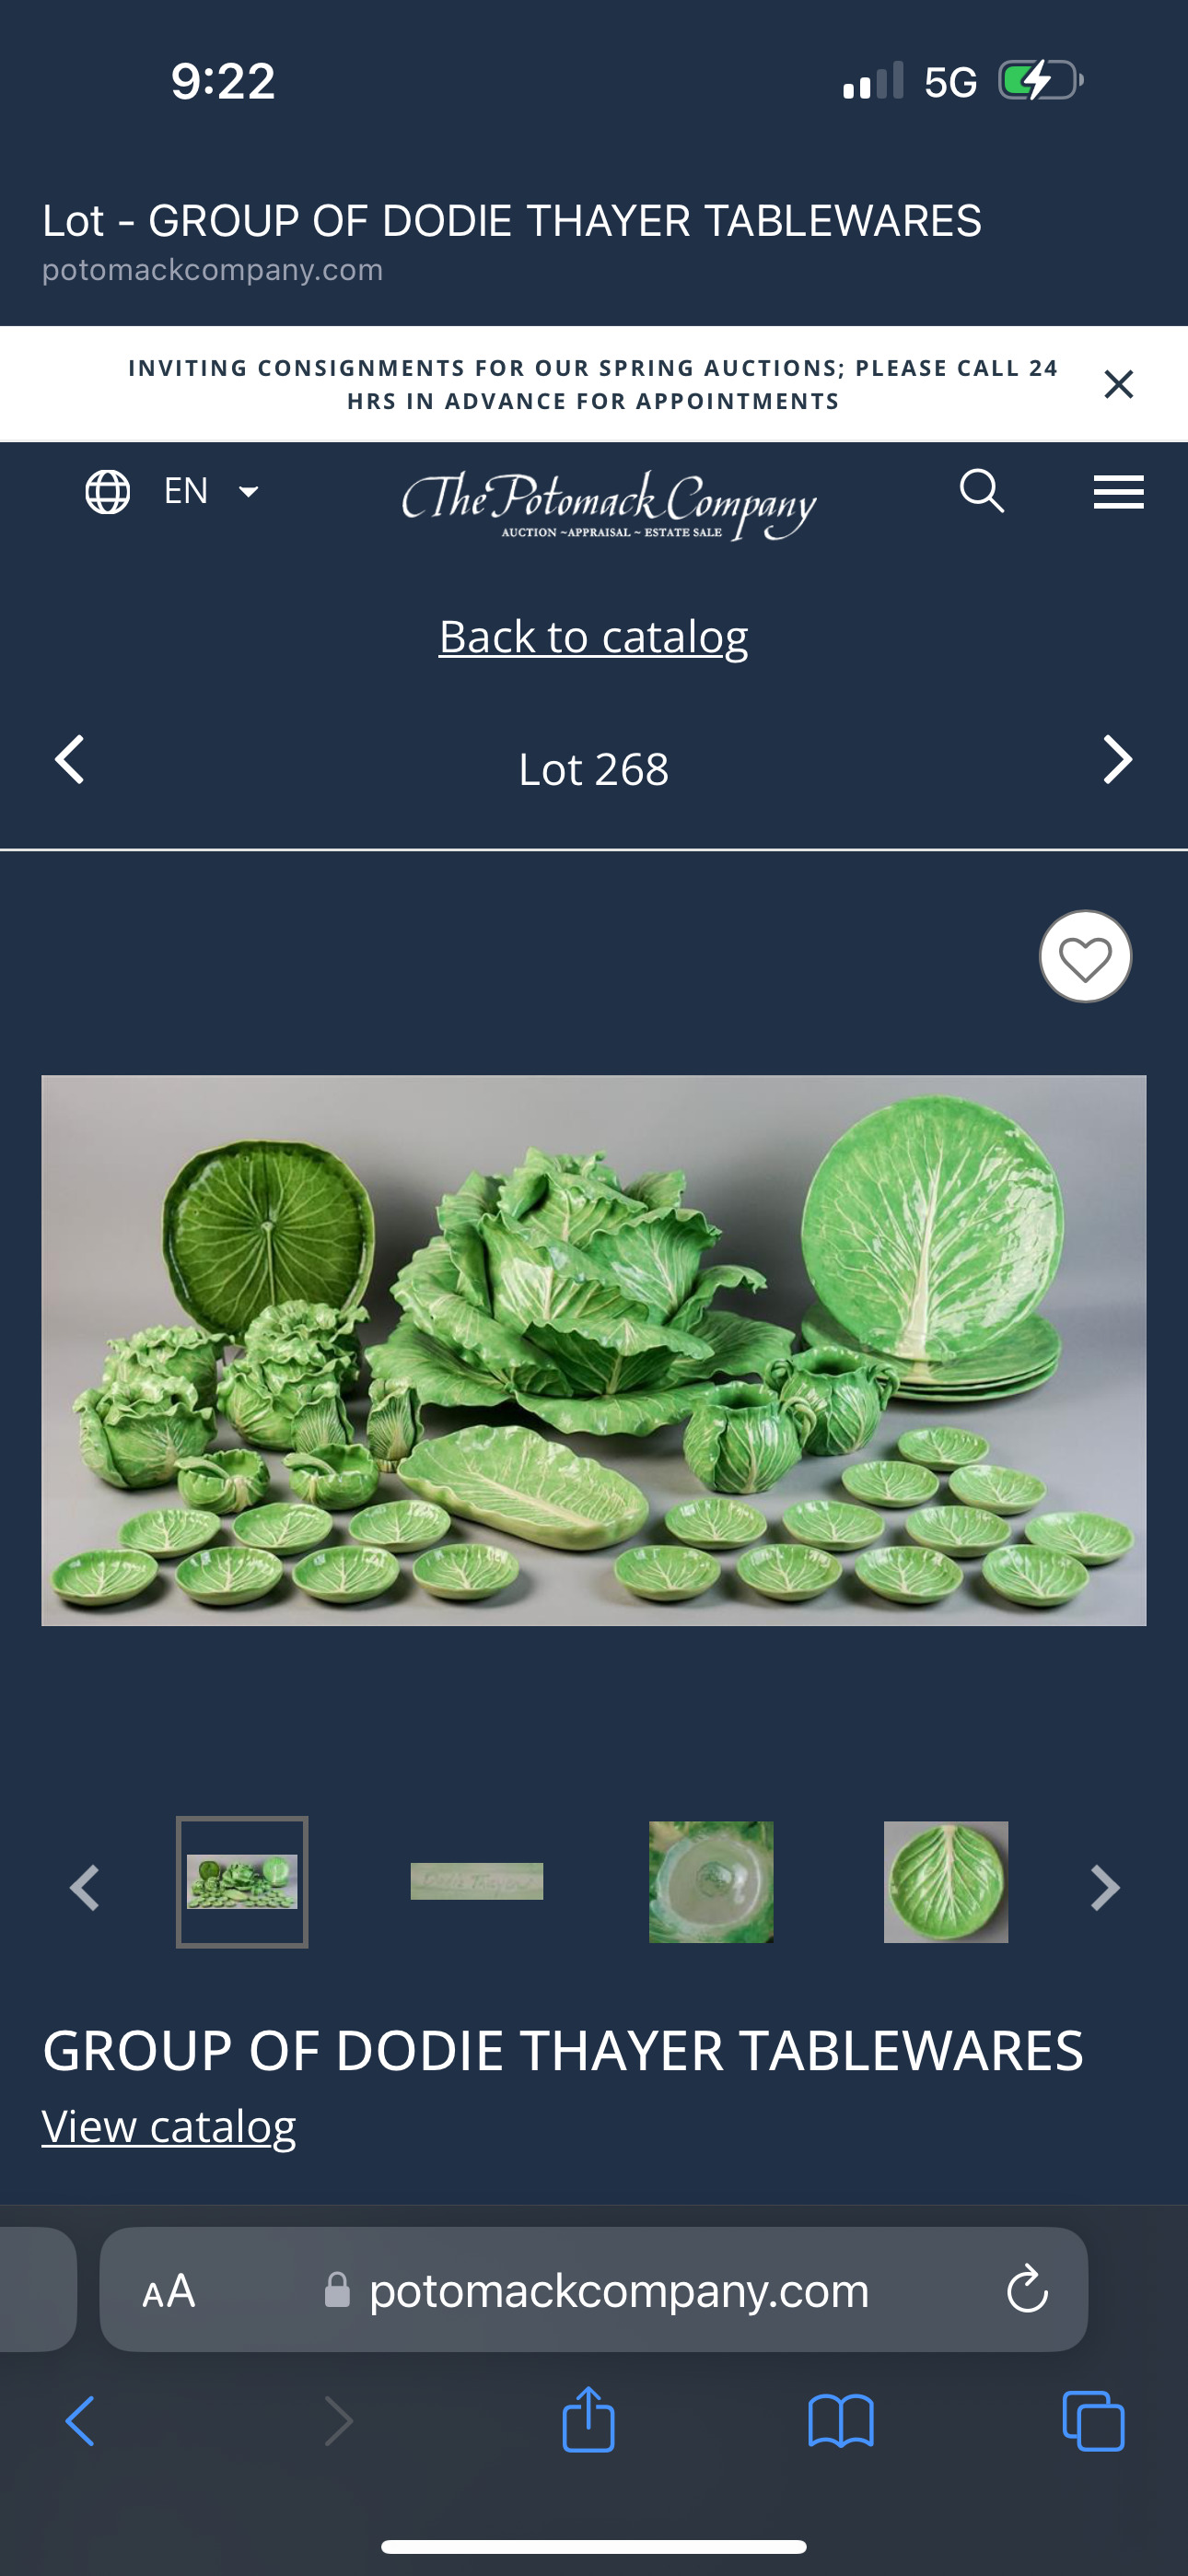 9:22
5G
Lot - GROUP OF DODIE THAYER TABLEWARES
potomackcompany.com
INVITING CONSIGNMENTS FOR OUR SPRING AUCTIONS; PLEASE CALL 24
HRS IN ADVANCE FOR APPOINTMENTS
EN
The Potomack Company
AUCTION ~APPRAISAL ~ ESTATE SALE
Back to catalog
Lot 268
Dodie Thayer
GROUP OF DODIE THAYER TABLEWARES
View catalog
AA
potomackcompany.com